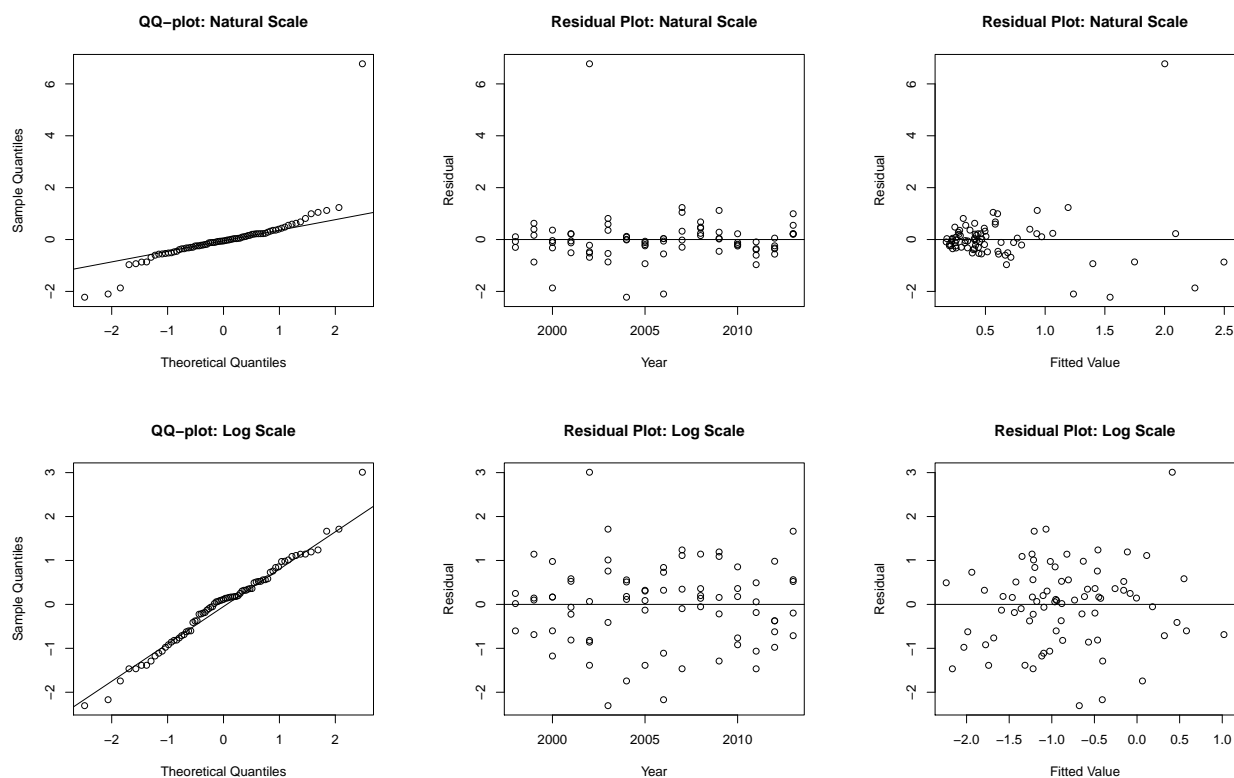 QQ−plot: Natural Scale
Sample Quantiles
6
4
2
0
−2
−2 −1 0 1 2
Theoretical Quantiles
Residual Plot: Natural Scale
Residual
6
4
2
0
−2
2000 2005 2010
Year
Residual Plot: Natural Scale
Residual
6
4
2
0
−2
0.5 1.0 1.5 2.0 2.5
Fitted Value
QQ−plot: Log Scale
Sample Quantiles
3
2
1
0
−1
−2
−2 −1 0 1 2
Theoretical Quantiles
Residual Plot: Log Scale
Residual
3
2
1
0
−1
−2
2000 2005 2010
Year
Residual Plot: Log Scale
Residual
3
2
1
0
−1
−2
−2.0 −1.5 −1.0 −0.5 0.0 0.5 1.0
Fitted Value